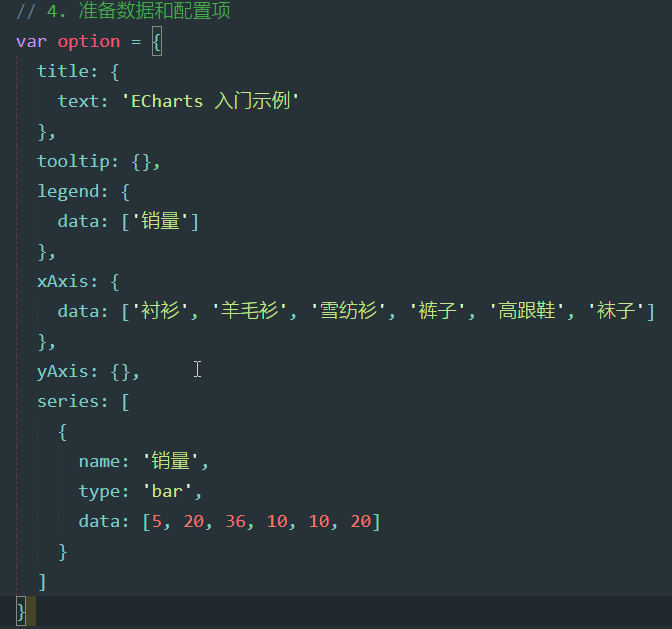 // 4. 准备数据和配置项
var option = {
  title: {
    text: 'ECharts 入门示例'
  },
  tooltip: {},
  legend: {
    data: ['销量']
  },
  xAxis: {
    data: ['衬衫', '羊毛衫', '雪纺衫', '裤子', '高跟鞋', '袜子']
  },
  yAxis: {},
  series: [
    {
      name: '销量',
      type: 'bar',
      data: [5, 20, 36, 10, 10, 20]
    }
  ]
}